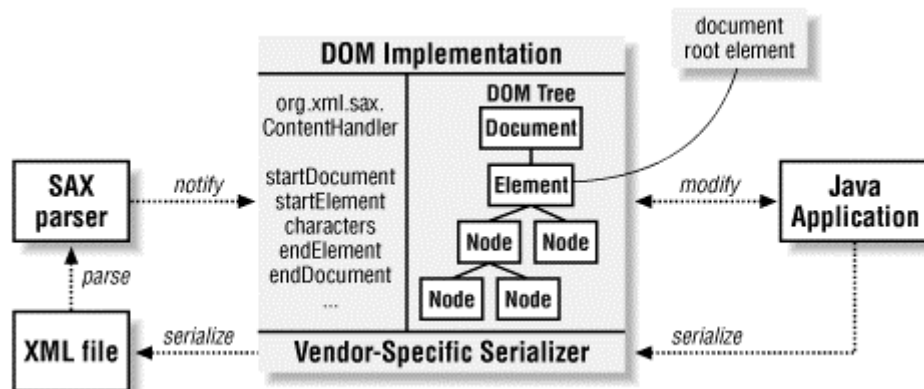 document
root element
DOM Implementation
org.xml.sax.
ContentHandler
startDocument
startElement
characters
endElement
endDocument
...
DOM Tree
Document
Element
Node
Node
Node
Node
SAX
parser
notify
modify
Java
Application
parse
XML file
serialize
Vendor-Specific Serializer
serialize